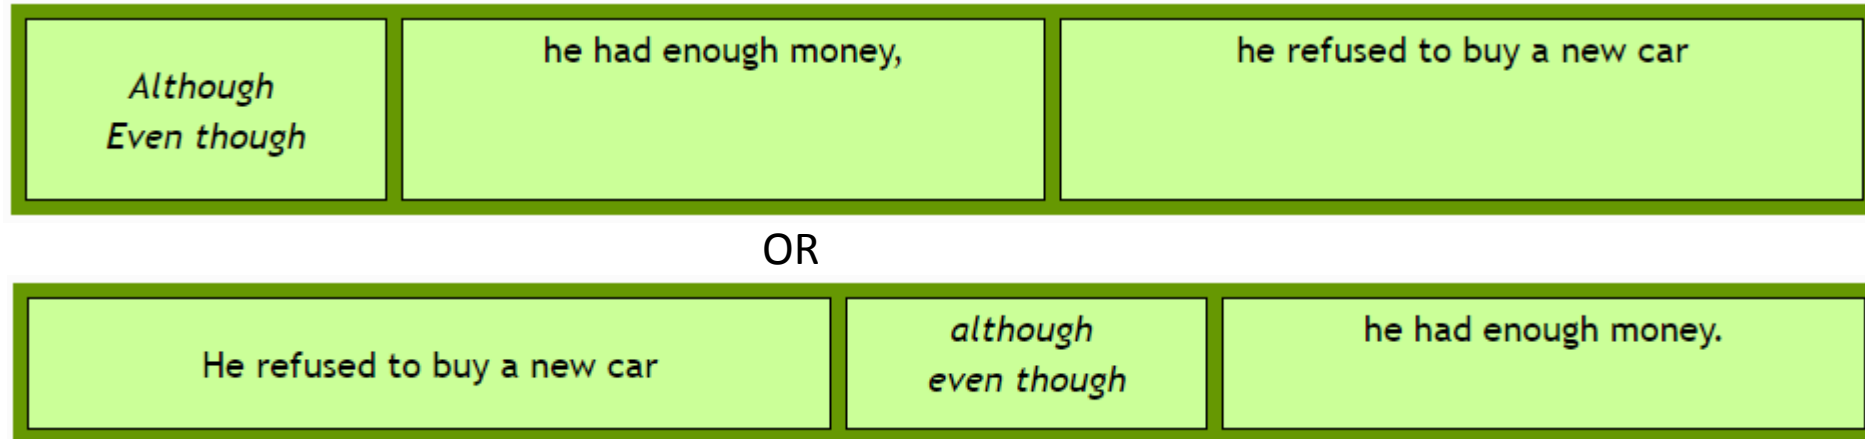 Although
Even though
he had enough money,
he refused to buy a new car
OR
He refused to buy a new car
although
even though
he had enough money.